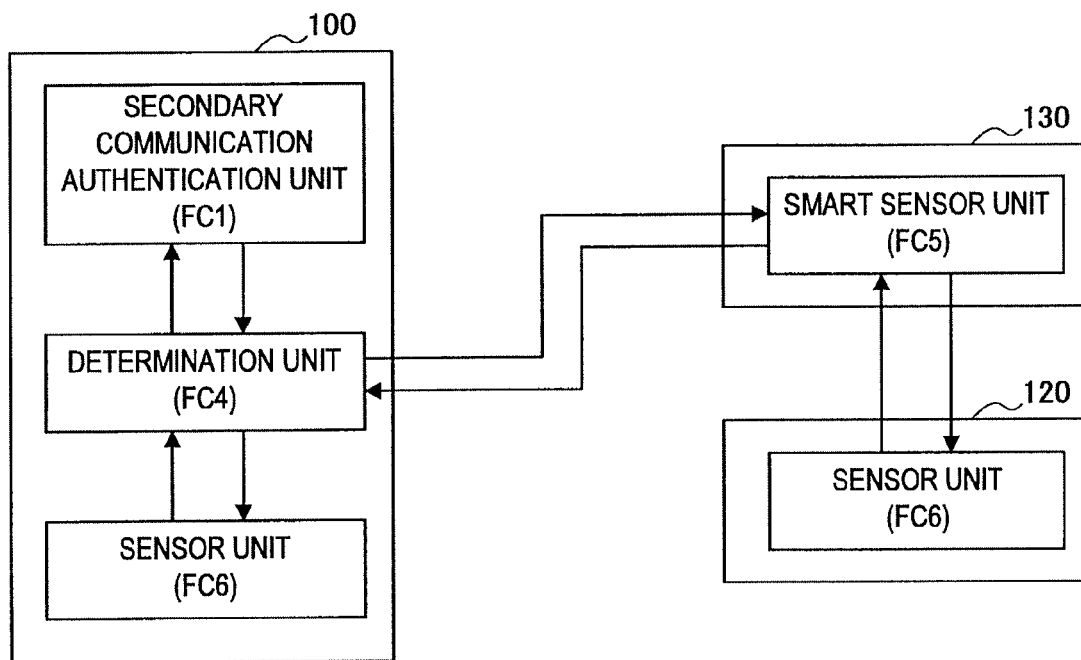 100
SECONDARY
COMMUNICATION
AUTHENTICATION UNIT
(FC1)
DETERMINATION UNIT
(FC4)
SENSOR UNIT
(FC6)
130
SMART SENSOR UNIT
(FC5)
120
SENSOR UNIT
(FC6)